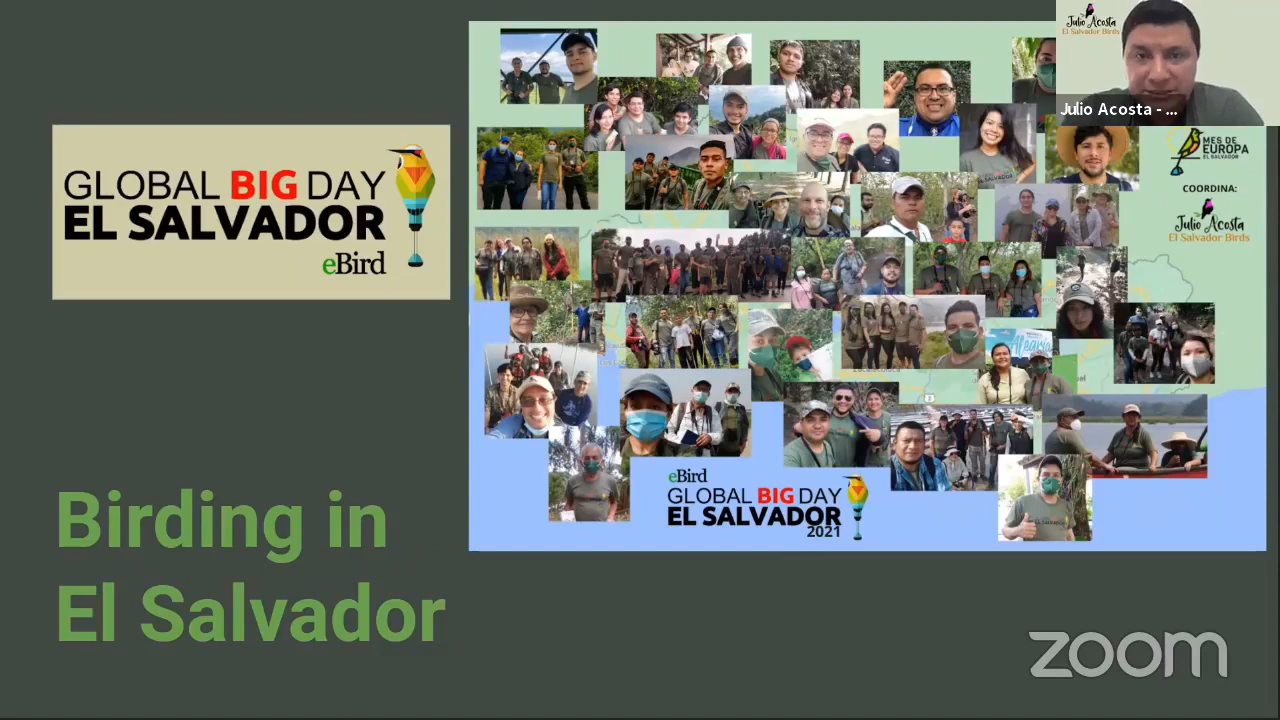 GLOBAL BIG DAY
EL SALVADOR
eBird
Birding in
El Salvador
Julio Acosta
El Salvador Birds
Julio Acosta - ...
MES DE
EUROPA
EL SALVADOR
COORDINA:
Julio Acosta
El Salvador Birds
Alegría
eBird
GLOBAL BIG DAY
EL SALVADOR
2021
zoom